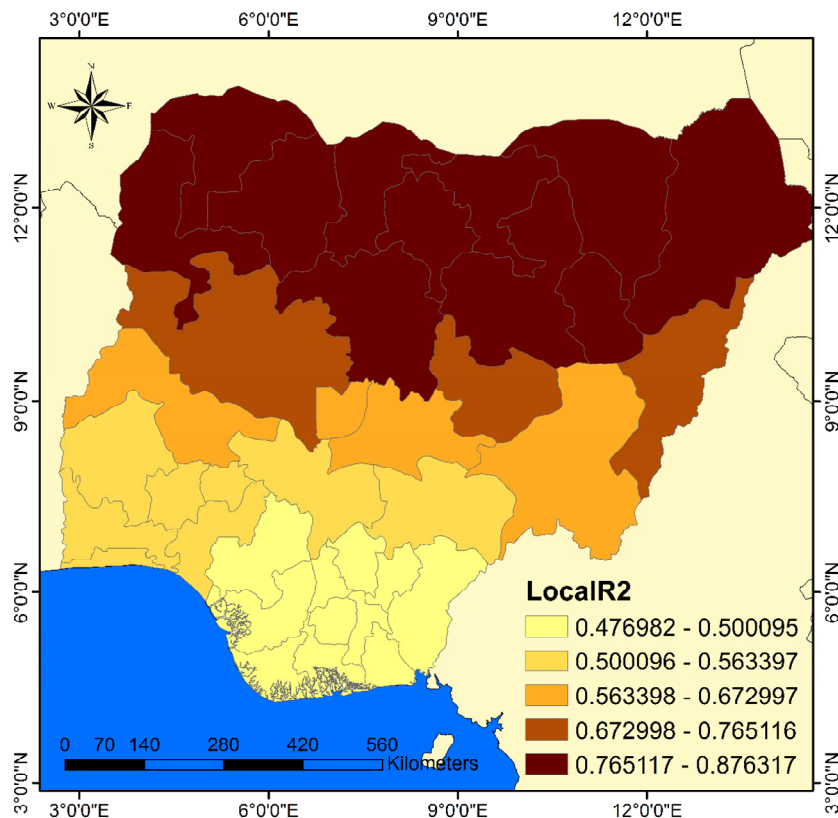 3°0'0"E 6°0'0"E 9°0'0"E 12°0'0"E
N
W E
S
12°0'0"N 12°0'0"N
9°0'0"N 9°0'0"N
6°0'0"N 6°0'0"N
3°0'0"N 3°0'0"N
LocalR2
0.476982 - 0.500095
0.500096 - 0.563397
0.563398 - 0.672997
0.672998 - 0.765116
0.765117 - 0.876317
0 70 140 280 420 560
Kilometers
3°0'0"E 6°0'0"E 9°0'0"E 12°0'0"E